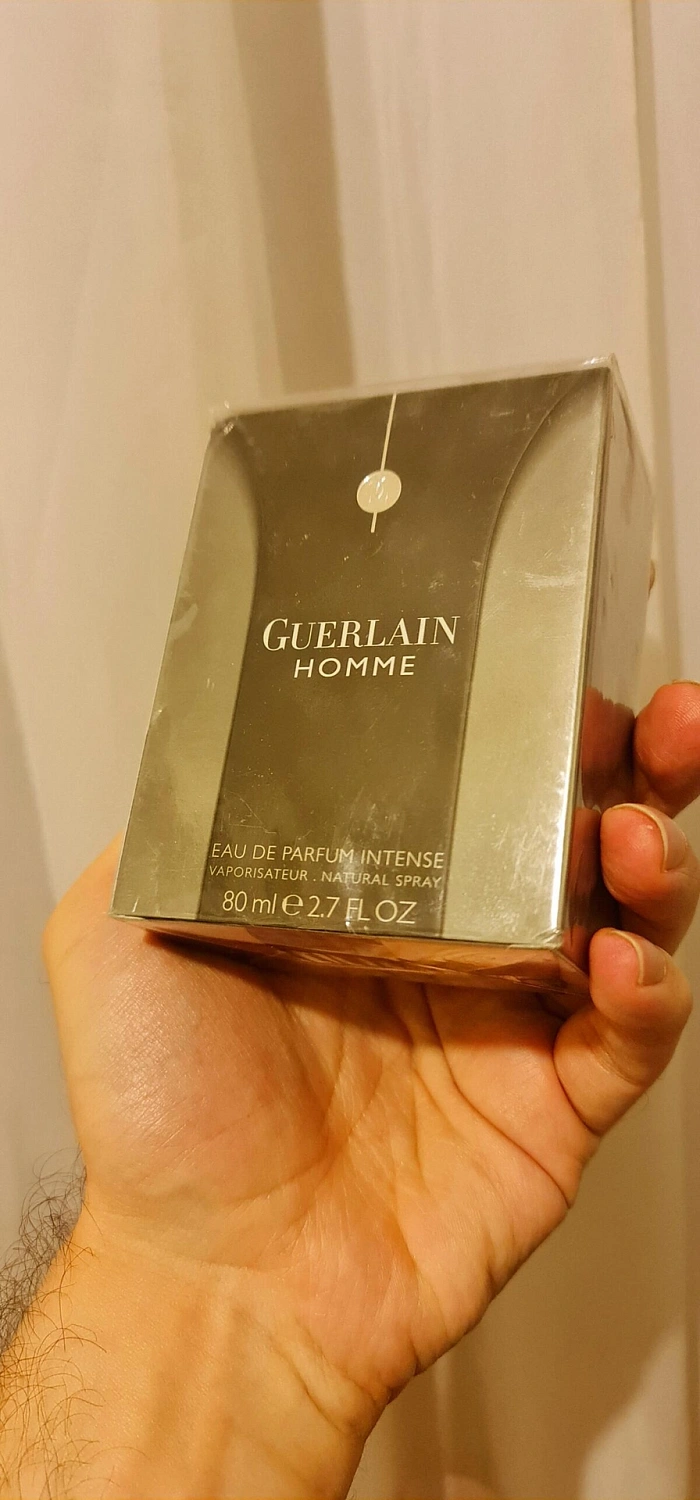 GUERLAIN
HOMME
EAU DE PARFUM INTENSE
VAPORISATEUR . NATURAL SPRAY
80 ml ℮ 2.7 FL OZ